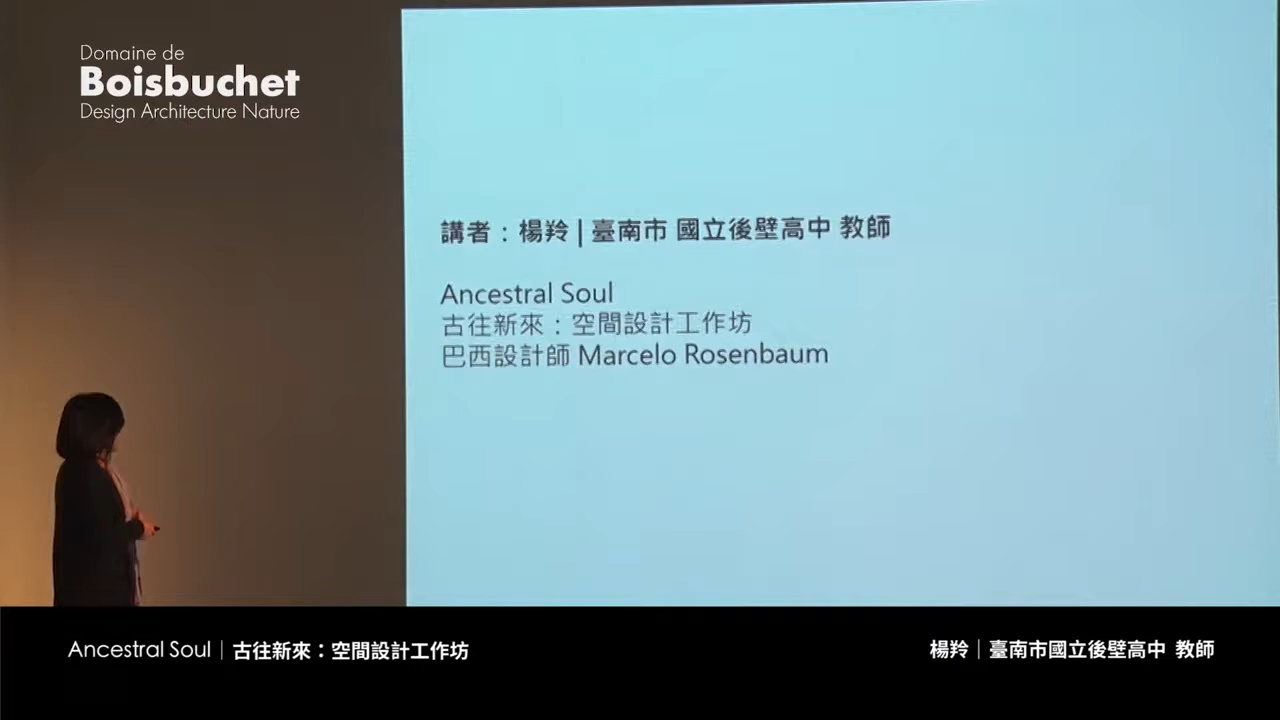 Domaine de
Boisbuchet
Design Architecture Nature
講者：楊羚 | 臺南市 國立後壁高中 教師
Ancestral Soul
古往新來：空間設計工作坊
巴西設計師 Marcelo Rosenbaum
Ancestral Soul｜古往新來：空間設計工作坊
楊羚｜臺南市國立後壁高中 教師